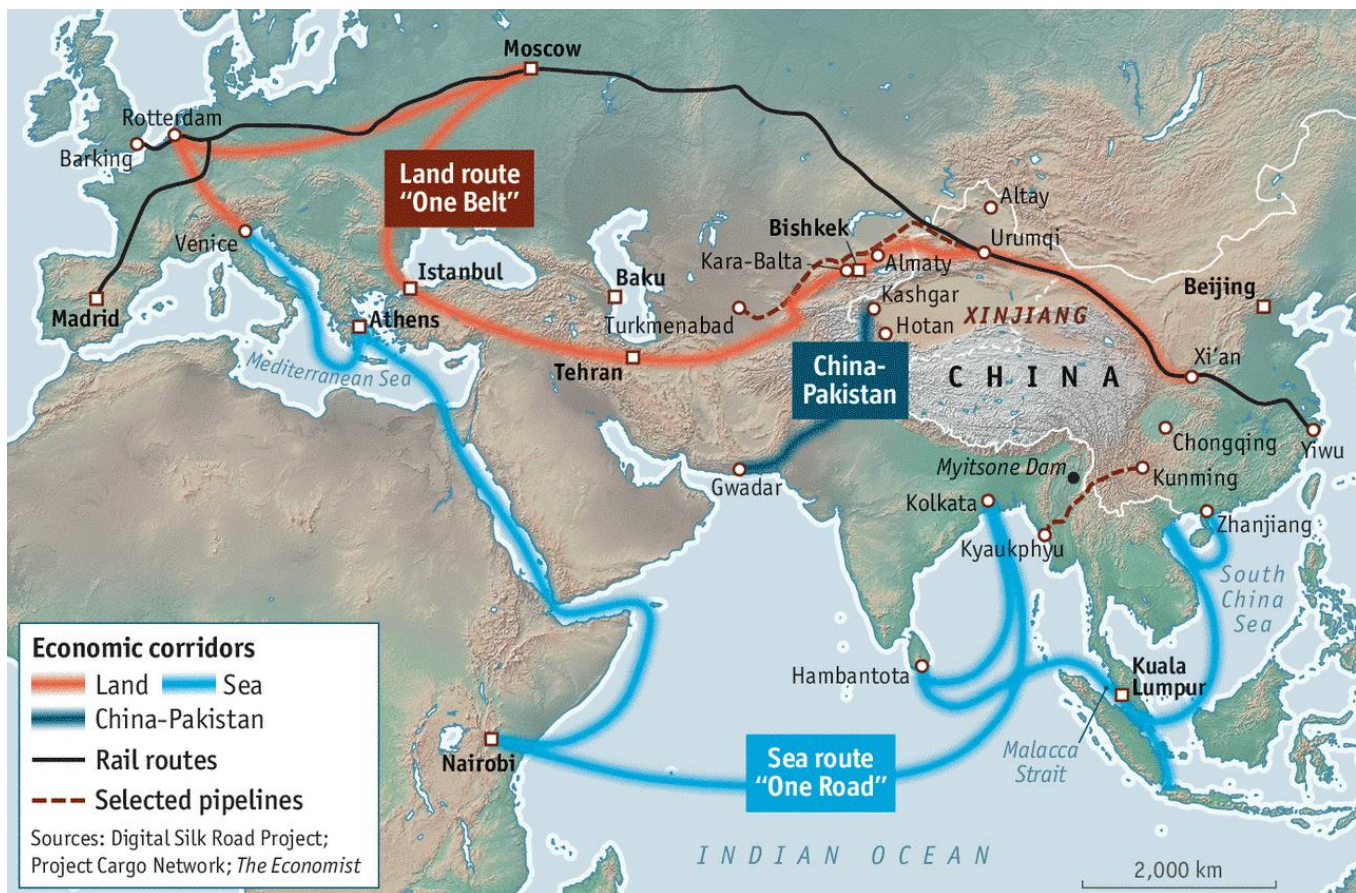 Moscow
Rotterdam
Barking
Land route
“One Belt”
Altay
Bishkek
Urumqi
Venice
Kara-Balta
Almaty
Istanbul
Baku
Kashgar
Beijing
Madrid
Athens
Turkmenabad
Hotan
XINJIANG
Mediterranean Sea
Tehran
China-
Pakistan
CHINA
Xi’an
Chongqing
Yiwu
Myitsone Dam
Kunming
Gwadar
Kolkata
Zhanjiang
Kyaukphyu
South
China
Sea
Hambantota
Kuala
Lumpur
Nairobi
Sea route
“One Road”
Malacca
Strait
INDIAN OCEAN
2,000 km
Economic corridors
Land Sea
China-Pakistan
Rail routes
Selected pipelines
Sources: Digital Silk Road Project;
Project Cargo Network; The Economist